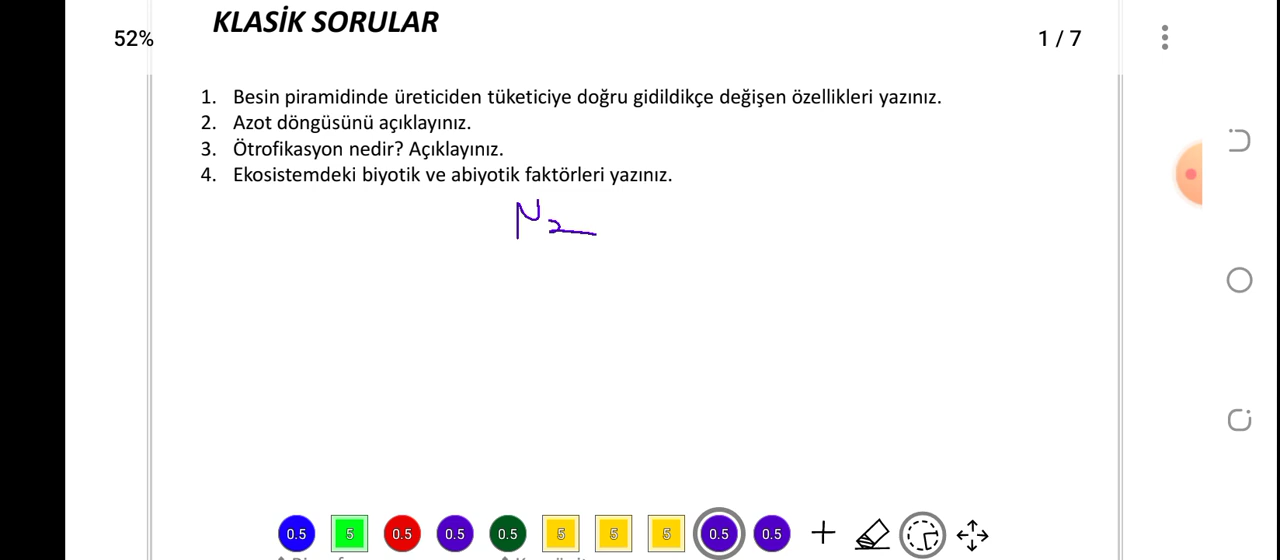 KLASİK SORULAR
52%
1 / 7
1. Besin piramidinde üreticiden tüketiciye doğru gidildikçe değişen özellikleri yazınız.
2. Azot döngüsünü açıklayınız.
3. Ötrofikasyon nedir? Açıklayınız.
4. Ekosistemdeki biyotik ve abiyotik faktörleri yazınız.
N2
0.5 5 0.5 0.5 0.5 5 5 5 0.5 0.5